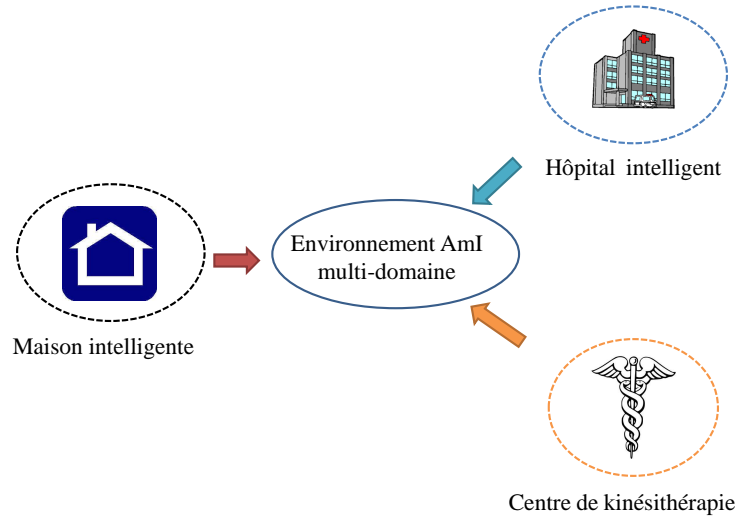 Hôpital intelligent
Environnement AmI
multi-domaine
Maison intelligente
Centre de kinésithérapie